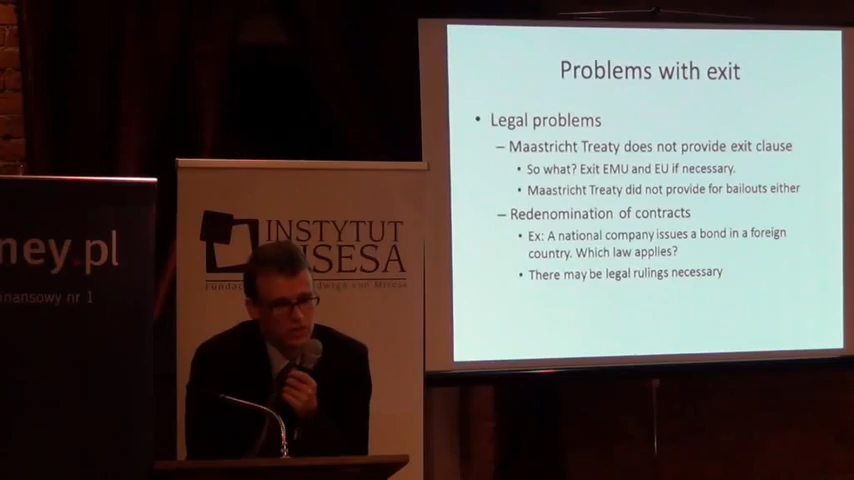 Problems with exit
• Legal problems
– Maastricht Treaty does not provide exit clause
• So what? Exit EMU and EU if necessary.
• Maastricht Treaty did not provide for bailouts either
– Redenomination of contracts
• Ex: A national company issues a bond in a foreign
country. Which law applies?
• There may be legal rulings necessary
INSTYTUT
MISESA
von Misesa
ney.pl
nansowy nr 1